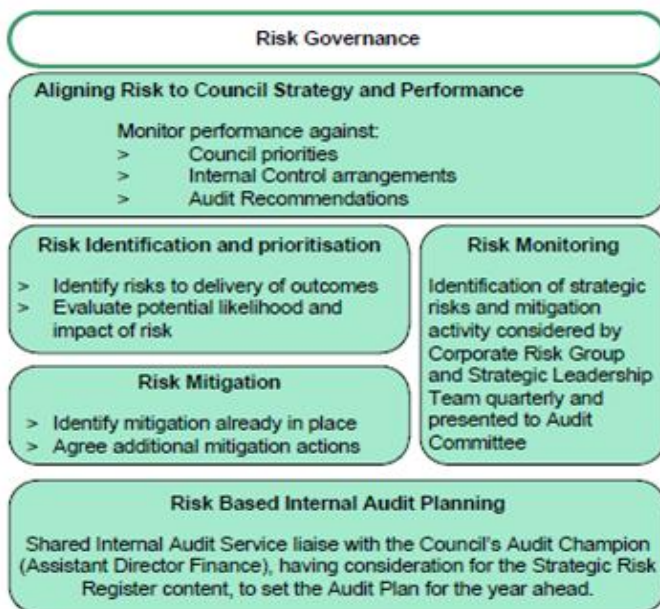 Risk Governance
Aligning Risk to Council Strategy and Performance
Monitor performance against:
> Council priorities
> Internal Control arrangements
> Audit Recommendations
Risk Identification and prioritisation
> Identify risks to delivery of outcomes
> Evaluate potential likelihood and
impact of risk
Risk Mitigation
> Identify mitigation already in place
> Agree additional mitigation actions
Risk Monitoring
Identification of strategic
risks and mitigation
activity considered by
Corporate Risk Group
and Strategic Leadership
Team quarterly and
presented to Audit
Committee
Risk Based Internal Audit Planning
Shared Internal Audit Service liaise with the Council's Audit Champion
(Assistant Director Finance), having consideration for the Strategic Risk
Register content, to set the Audit Plan for the year ahead.